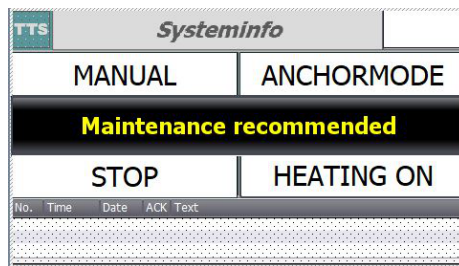 TTS Systeminfo
MANUAL ANCHORMODE
Maintenance recommended
STOP HEATING ON
No. Time Date ACK Text